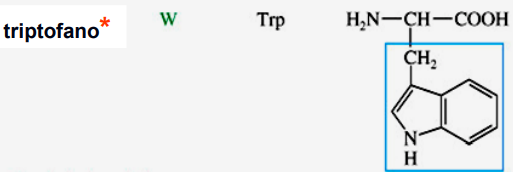 triptofano* W Trp H₂N—CH—COOH
CH₂
N
H